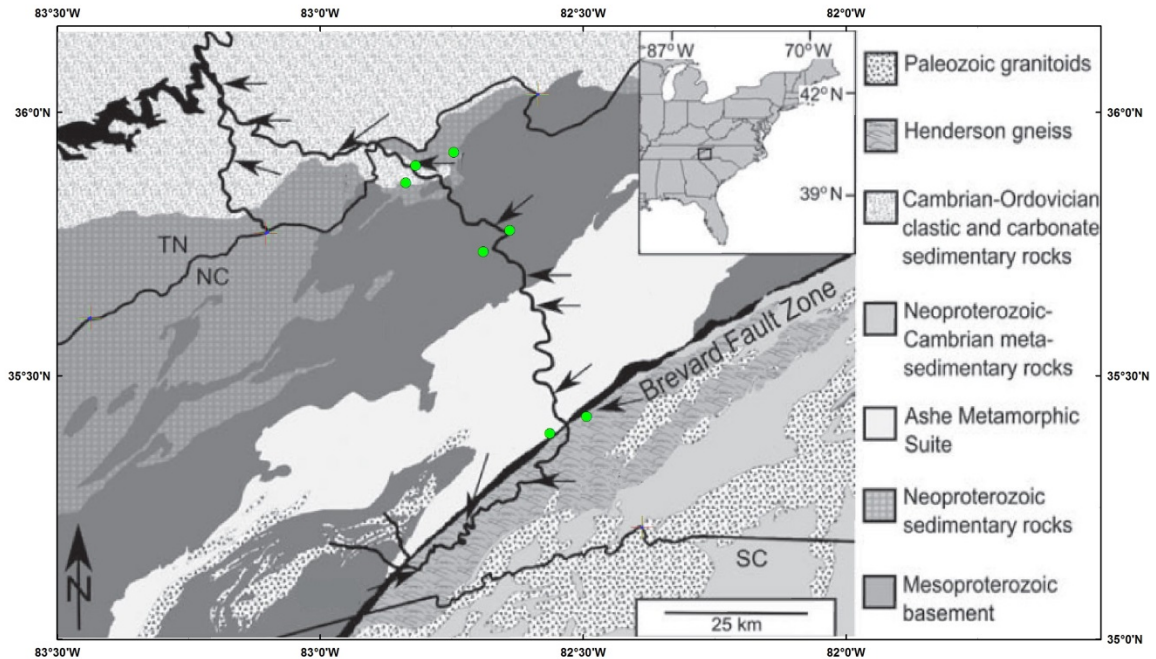 83°30'W 83°0'W 82°30'W 82°0'W
87°W 70°W
42°N
39°N
36°0'N
36°0'N
35°30'N
35°30'N
35°0'N
35°0'N
TN
NC
Brevard Fault Zone
SC
N
25 km
Paleozoic granitoids
Henderson gneiss
Cambrian-Ordovician
clastic and carbonate
sedimentary rocks
Neoproterozoic-
Cambrian meta-
sedimentary rocks
Ashe Metamorphic
Suite
Neoproterozoic
sedimentary rocks
Mesoproterozoic
basement
83°30'W 83°0'W 82°30'W 82°0'W